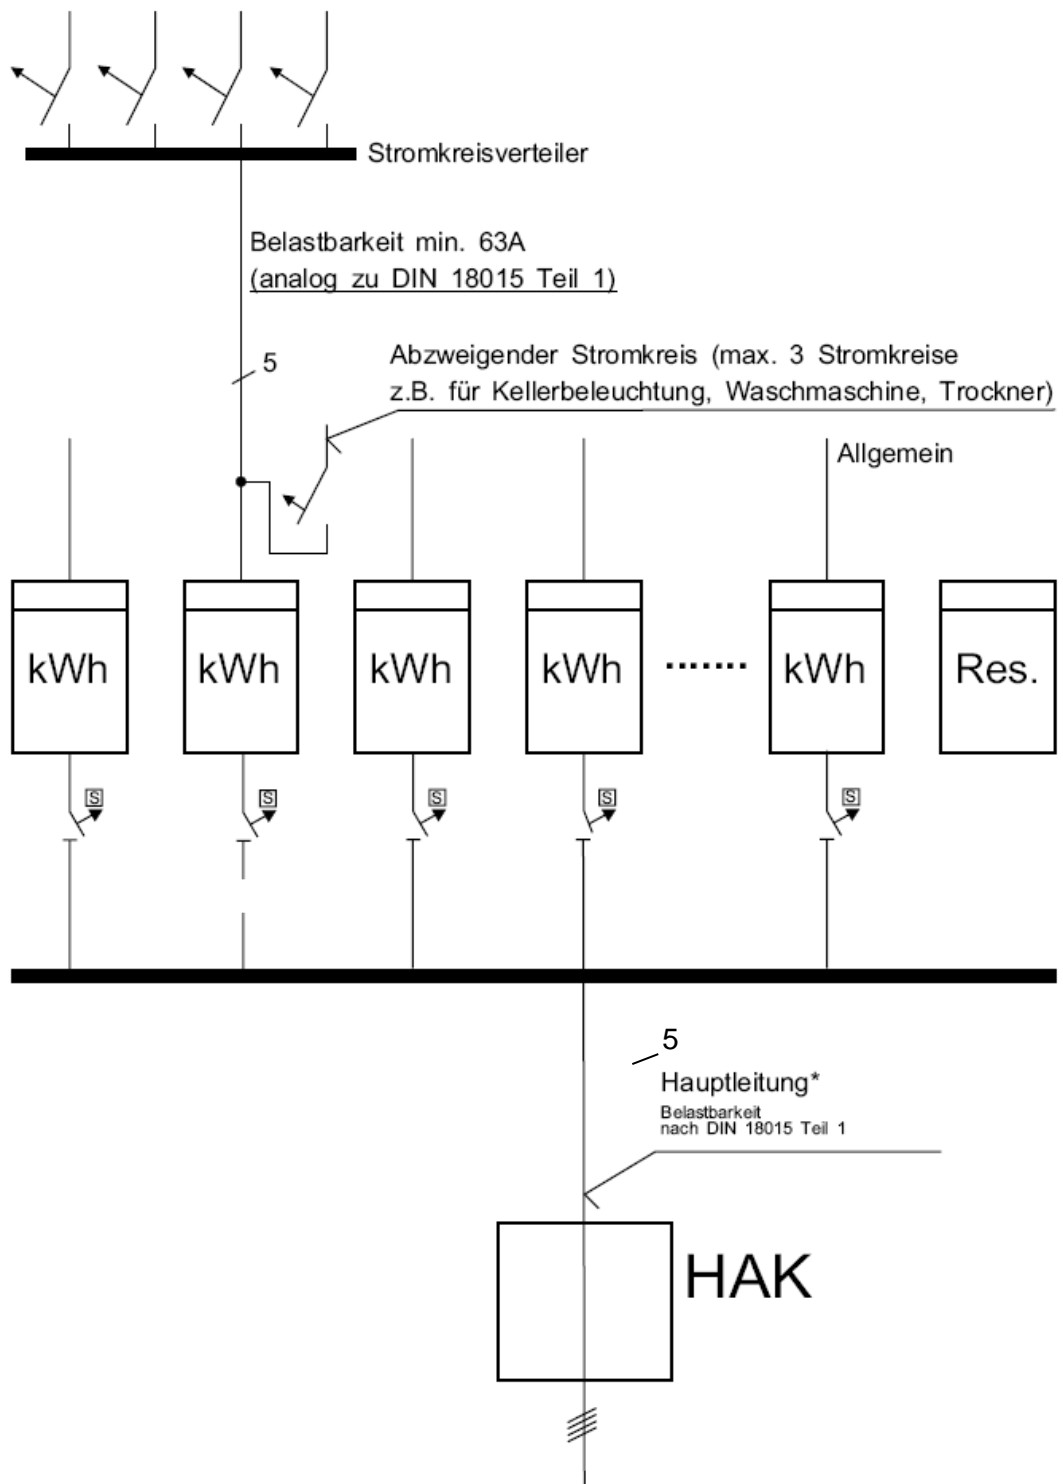 Stromkreisverteiler
Belastbarkeit min. 63A
(analog zu DIN 18015 Teil 1)
5
Abzweigender Stromkreis (max. 3 Stromkreise
z.B. für Kellerbeleuchtung, Waschmaschine, Trockner)
Allgemein
kWh kWh kWh kWh ....... kWh Res.
S S S S S
5
Hauptleitung*
Belastbarkeit
nach DIN 18015 Teil 1
HAK